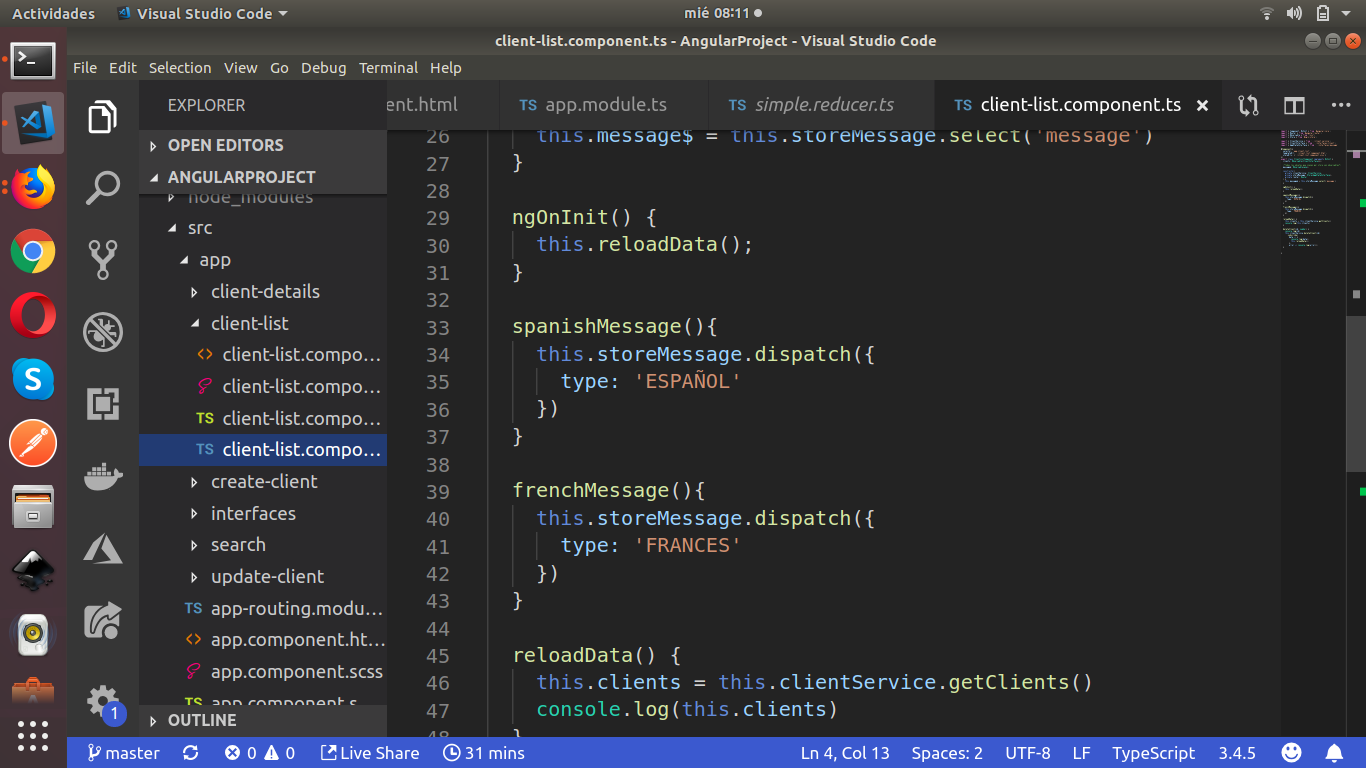 Actividades Visual Studio Code mié 08:11
client-list.component.ts - AngularProject - Visual Studio Code
File Edit Selection View Go Debug Terminal Help
EXPLORER
OPEN EDITORS
ANGULARPROJECT
node_modules
src
app
client-details
client-list
client-list.compo...
client-list.compo...
TS client-list.compo...
TS client-list.compo...
create-client
interfaces
search
update-client
TS app-routing.modu...
app.component.ht...
app.component.scss
TS app.component.s
OUTLINE
1
ent.html TS app.module.ts TS simple.reducer.ts TS client-list.component.ts
26 this.message$ = this.storeMessage.select('message')
27 }
28
29 ngOnInit() {
30 this.reloadData();
31 }
32
33 spanishMessage(){
34 this.storeMessage.dispatch({
35 type: 'ESPAÑOL'
36 })
37 }
38
39 frenchMessage(){
40 this.storeMessage.dispatch({
41 type: 'FRANCES'
42 })
43 }
44
45 reloadData() {
46 this.clients = this.clientService.getClients()
47 console.log(this.clients)
48 }
master 0 0 Live Share 31 mins Ln 4, Col 13 Spaces: 2 UTF-8 LF TypeScript 3.4.5